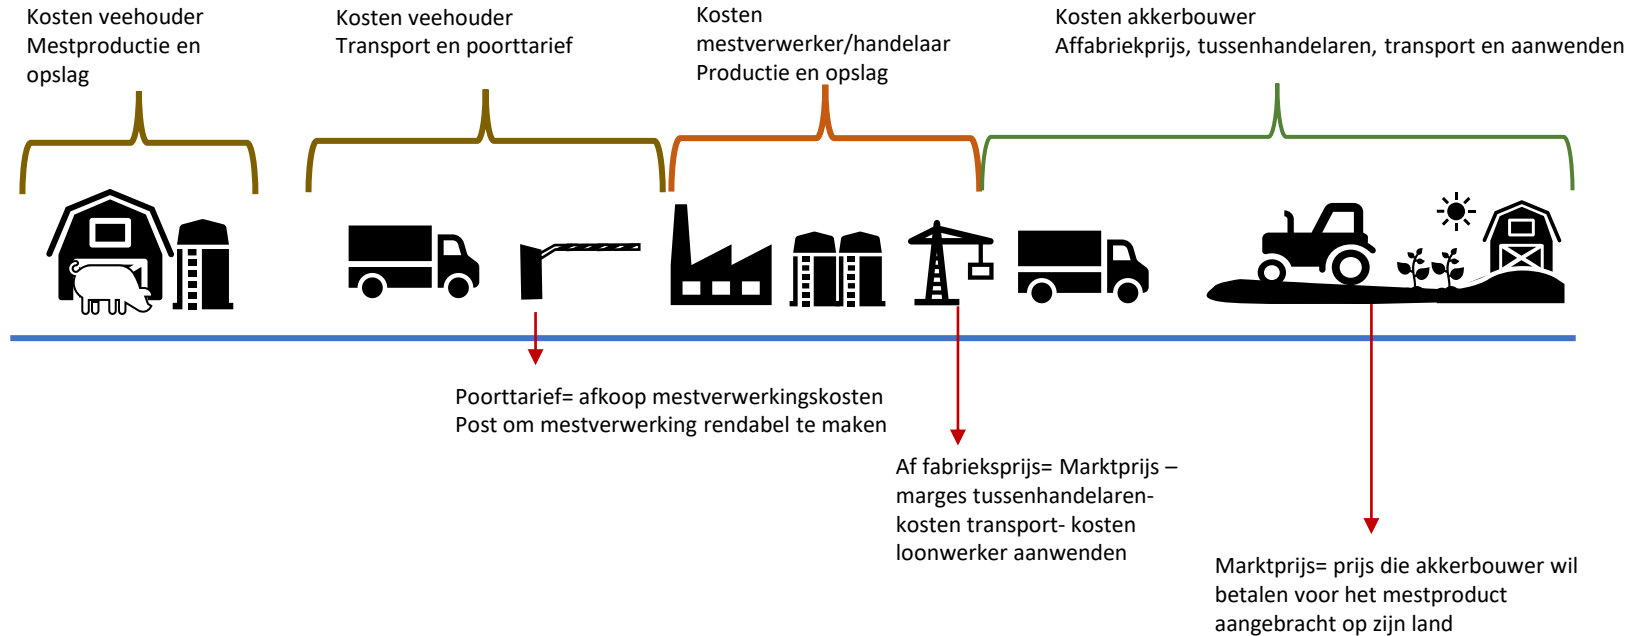 Kosten veehouder
Mestproductie en
opslag
Kosten veehouder
Transport en poorttarief
Kosten
mestverwerker/handelaar
Productie en opslag
Kosten akkerbouwer
Affabriekprijs, tussenhandelaren, transport en aanwenden
Poorttarief= afkoop mestverwerkingskosten
Post om mestverwerking rendabel te maken
Af fabrieksprijs= Marktprijs –
marges tussenhandelaren-
kosten transport- kosten
loonwerker aanwenden
Marktprijs= prijs die akkerbouwer wil
betalen voor het mestproduct
aangebracht op zijn land